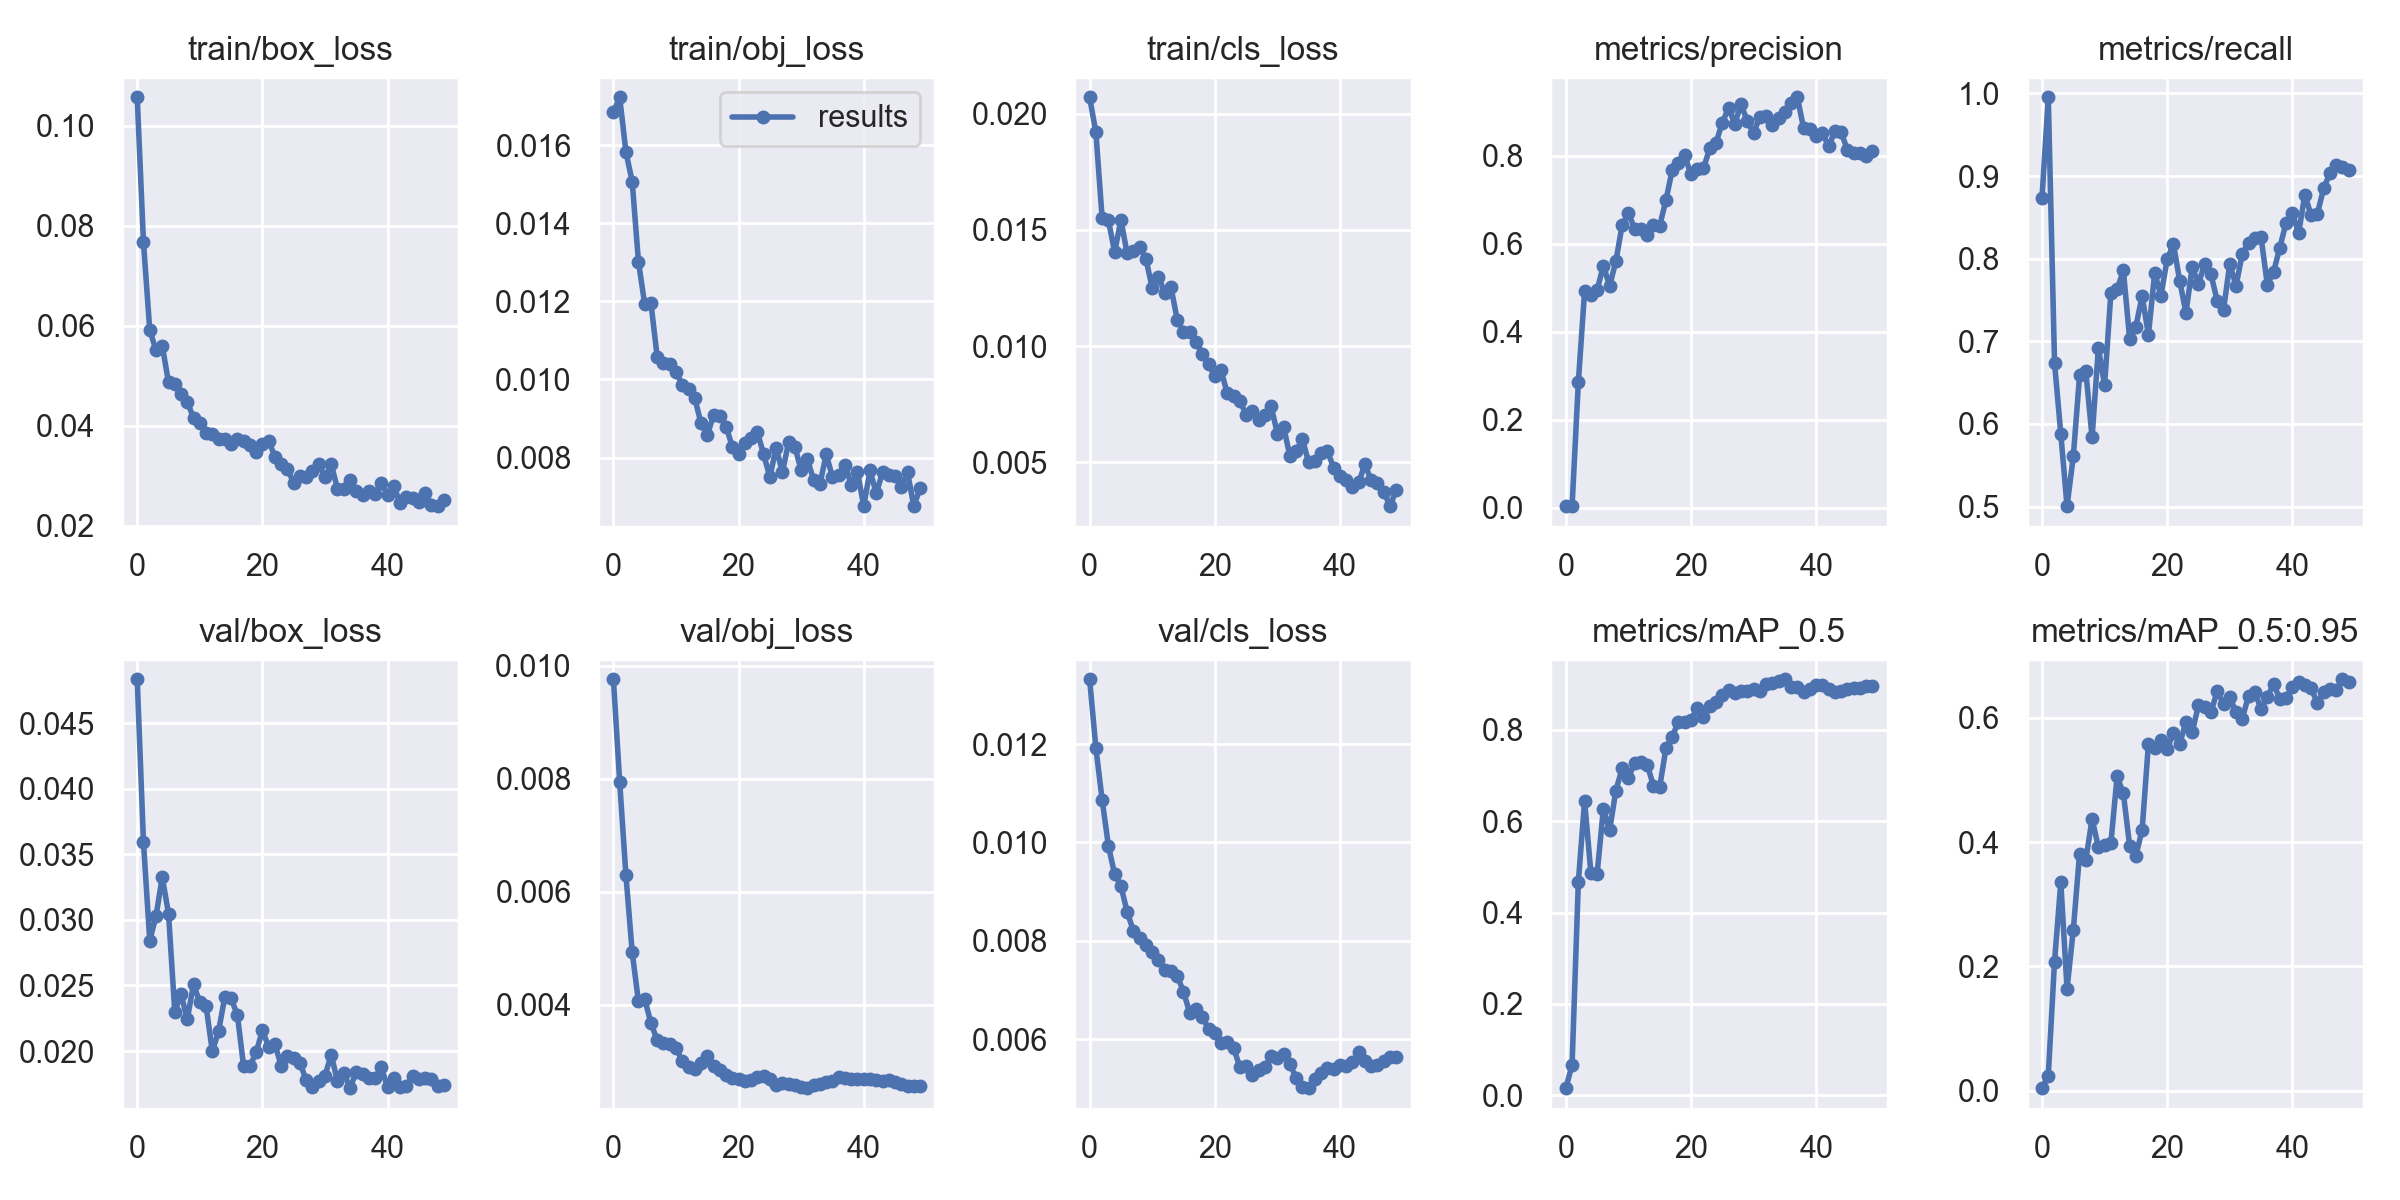 train/box_loss
0.10
0.08
0.06
0.04
0.02
0 20 40
train/obj_loss
results
0.016
0.014
0.012
0.010
0.008
0 20 40
train/cls_loss
0.020
0.015
0.010
0.005
0 20 40
metrics/precision
0.8
0.6
0.4
0.2
0.0
0 20 40
metrics/recall
1.0
0.9
0.8
0.7
0.6
0.5
0 20 40
val/box_loss
0.045
0.040
0.035
0.030
0.025
0.020
0 20 40
val/obj_loss
0.010
0.008
0.006
0.004
0 20 40
val/cls_loss
0.012
0.010
0.008
0.006
0 20 40
metrics/mAP_0.5
0.8
0.6
0.4
0.2
0.0
0 20 40
metrics/mAP_0.5:0.95
0.6
0.4
0.2
0.0
0 20 40